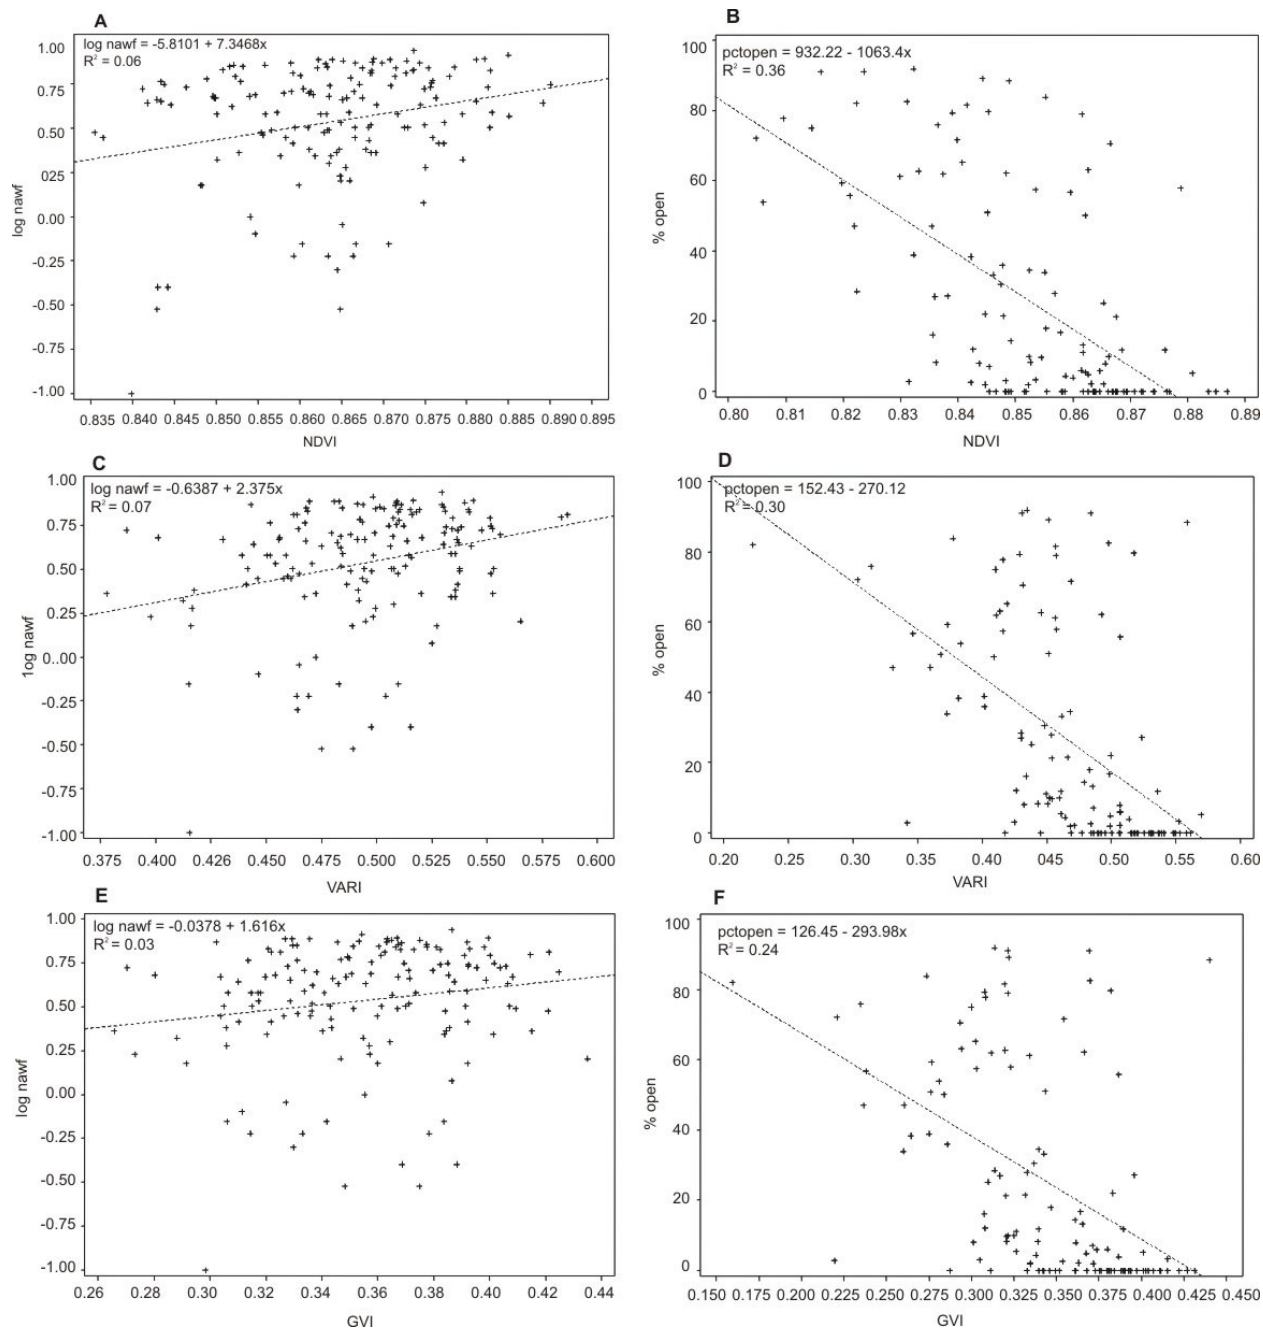 A
log nawf = -5.8101 + 7.3468x
R² = 0.06
1.00
0.75
0.50
025
0.00
-0.25
-0.50
-0.75
-1.00
log nawf
0.835 0.840 0.845 0.850 0.855 0.860 0.865 0.870 0.875 0.880 0.885 0.890 0.895
NDVI
B
pctopen = 932.22 - 1063.4x
R² = 0.36
100
80
60
40
20
0
% open
0.80 0.81 0.82 0.83 0.84 0.85 0.86 0.87 0.88 0.89
NDVI
C
log nawf = -0.6387 + 2.375x
R² = 0.07
1.00
0.75
0.50
0.25
0.00
-0.25
-0.50
-0.75
-1.00
1og nawf
0.375 0.400 0.426 0.450 0.475 0.500 0.520 0.550 0.575 0.600
VARI
D
pctopen = 152.43 - 270.12
R² = 0.30
100
80
60
40
20
0
% open
0.20 0.25 0.30 0.35 0.40 0.45 0.50 0.55 0.60
VARI
E
log nawf = -0.0378 + 1.616x
R² = 0.03
1.00
0.75
0.50
0.25
0.00
-0.25
-0.50
-0.75
-1.00
log nawf
0.26 0.28 0.30 0.32 0.34 0.36 0.38 0.40 0.42 0.44
GVI
F
pctopen = 126.45 - 293.98x
R² = 0.24
100
80
60
40
20
0
% open
0.150 0.175 0.200 0.225 0.250 0.275 0.300 0.325 0.350 0.375 0.400 0.425 0.450
GVI